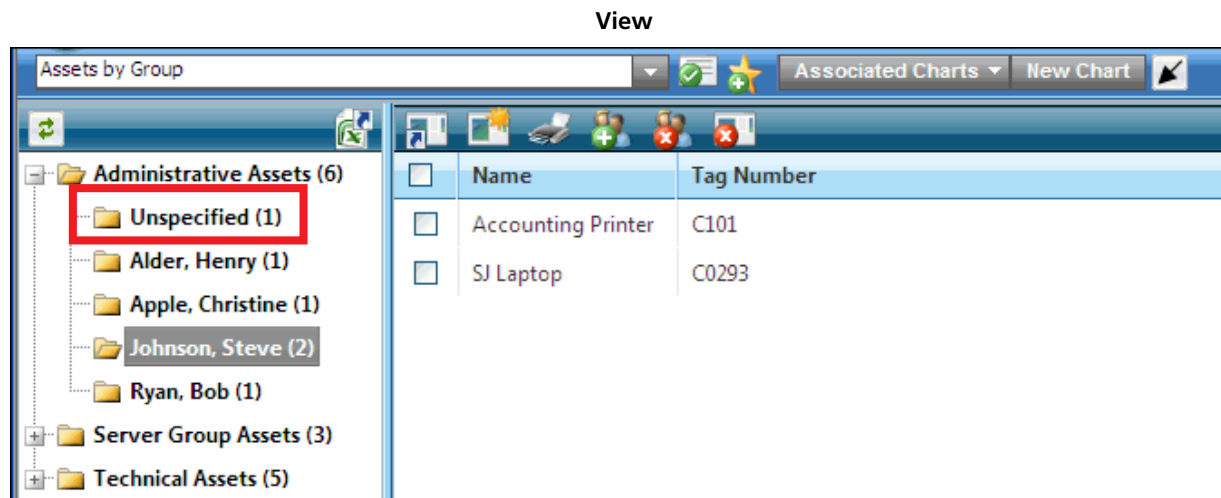 View
Assets by Group
Associated Charts
New Chart
Administrative Assets (6)
Unspecified (1)
Alder, Henry (1)
Apple, Christine (1)
Johnson, Steve (2)
Ryan, Bob (1)
Server Group Assets (3)
Technical Assets (5)
Name Tag Number
Accounting Printer C101
SJ Laptop C0293